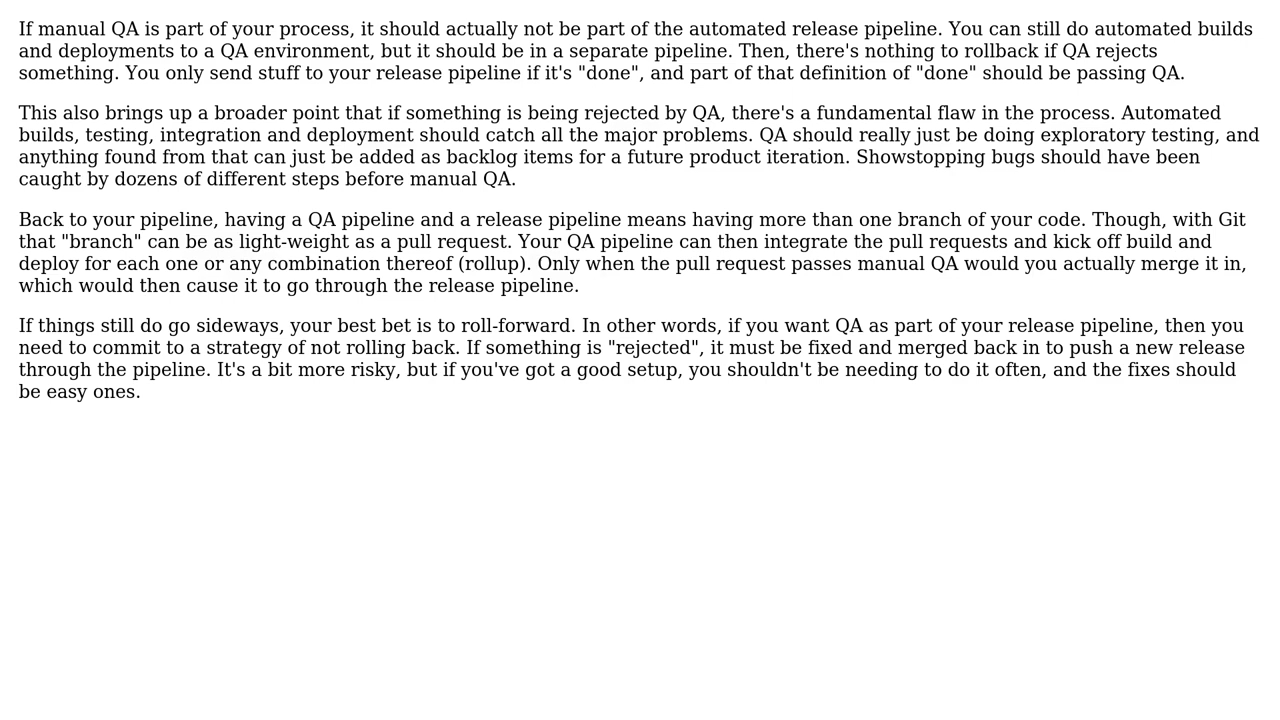 If manual QA is part of your process, it should actually not be part of the automated release pipeline. You can still do automated builds
and deployments to a QA environment, but it should be in a separate pipeline. Then, there's nothing to rollback if QA rejects
something. You only send stuff to your release pipeline if it's "done", and part of that definition of "done" should be passing QA.
This also brings up a broader point that if something is being rejected by QA, there's a fundamental flaw in the process. Automated
builds, testing, integration and deployment should catch all the major problems. QA should really just be doing exploratory testing, and
anything found from that can just be added as backlog items for a future product iteration. Showstopping bugs should have been
caught by dozens of different steps before manual QA.
Back to your pipeline, having a QA pipeline and a release pipeline means having more than one branch of your code. Though, with Git
that "branch" can be as light-weight as a pull request. Your QA pipeline can then integrate the pull requests and kick off build and
deploy for each one or any combination thereof (rollup). Only when the pull request passes manual QA would you actually merge it in,
which would then cause it to go through the release pipeline.
If things still do go sideways, your best bet is to roll-forward. In other words, if you want QA as part of your release pipeline, then you
need to commit to a strategy of not rolling back. If something is "rejected", it must be fixed and merged back in to push a new release
through the pipeline. It's a bit more risky, but if you've got a good setup, you shouldn't be needing to do it often, and the fixes should
be easy ones.